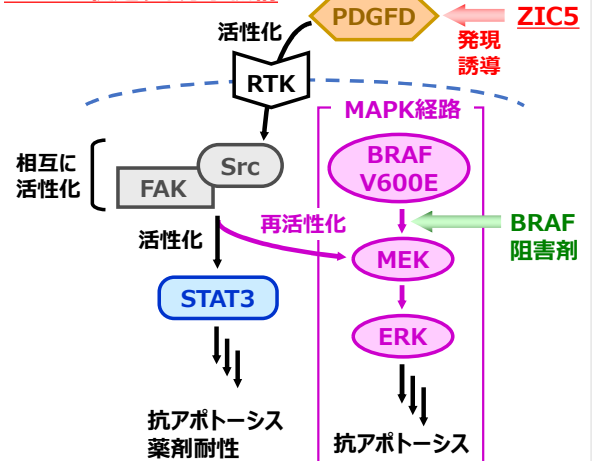 PDGFD
ZIC5
活性化
発現
誘導
RTK
MAPK経路
相互に
活性化
Src
FAK
BRAF
V600E
活性化
再活性化
BRAF
阻害剤
MEK
STAT3
ERK
抗アポトーシス
薬剤耐性
抗アポトーシス